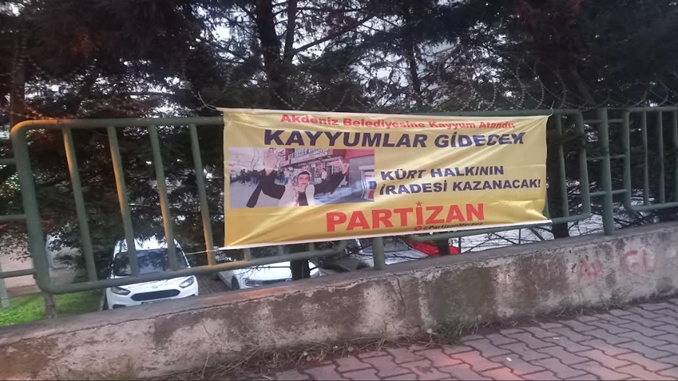 Akdeniz Belediyesine Kayyum Atandı,
KAYYUMLAR GİDECEK
KÜRT HALKININ
İRADESİ KAZANACAK!
PARTİZAN